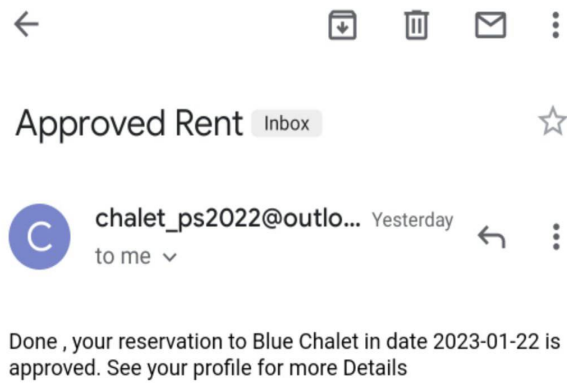 Approved Rent Inbox
C
chalet_ps2022@outlo... Yesterday
to me
Done , your reservation to Blue Chalet in date 2023-01-22 is
approved. See your profile for more Details